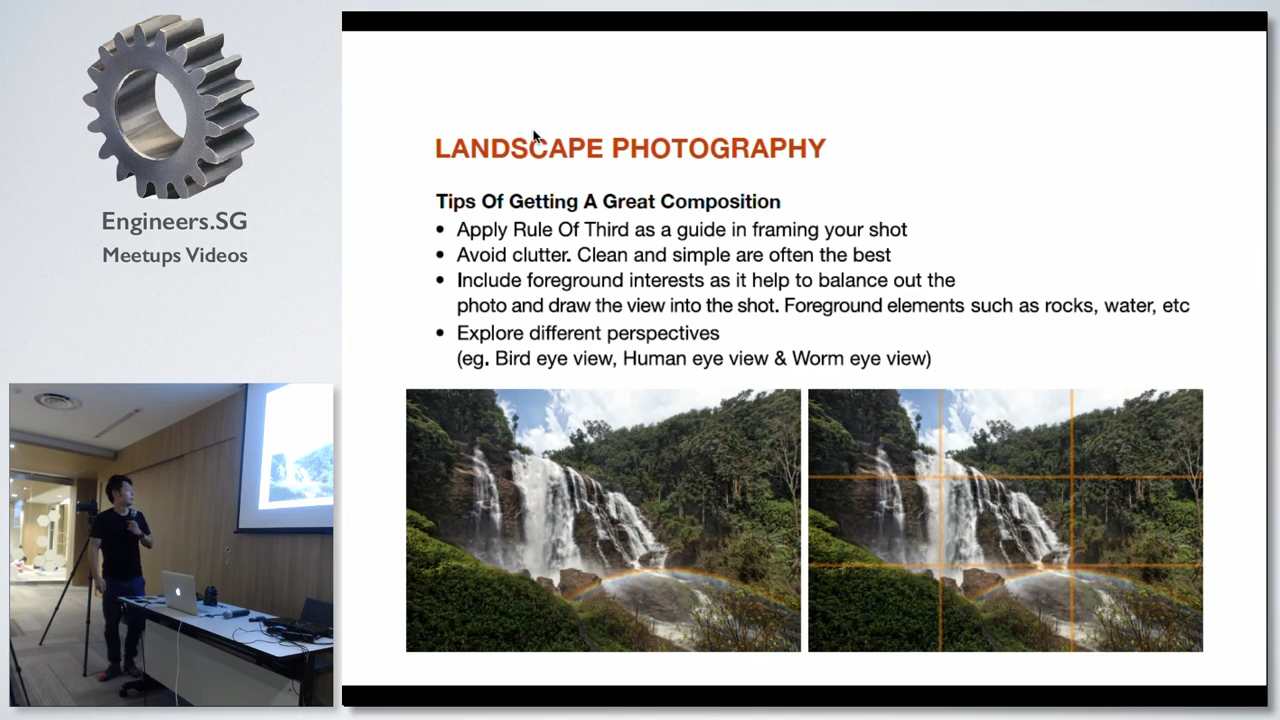 Engineers.SG
Meetups Videos
LANDSCAPE PHOTOGRAPHY
Tips Of Getting A Great Composition
• Apply Rule Of Third as a guide in framing your shot
• Avoid clutter. Clean and simple are often the best
• Include foreground interests as it help to balance out the
photo and draw the view into the shot. Foreground elements such as rocks, water, etc
• Explore different perspectives
(eg. Bird eye view, Human eye view & Worm eye view)